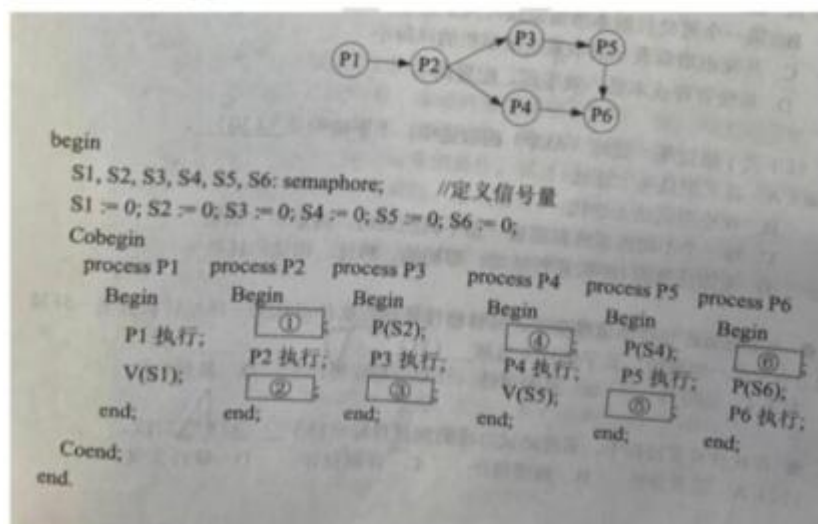 P1 P2 P3 P5
P4 P6
begin
S1, S2, S3, S4, S5, S6: semaphore; //定义信号量
S1 := 0; S2 := 0; S3 := 0; S4 := 0; S5 := 0; S6 := 0;
Cobegin
process P1 process P2 process P3 process P4 process P5 process P6
Begin Begin Begin Begin Begin Begin
① ; P(S2); ④ ; P(S4); ⑥ ;
P1 执行; P2 执行; P3 执行; P4 执行; P5 执行; P(S6);
V(S1); ② ; ③ ; V(S5); ⑤ ; P6 执行;
end; end; end; end; end; end;
Coend;
end.